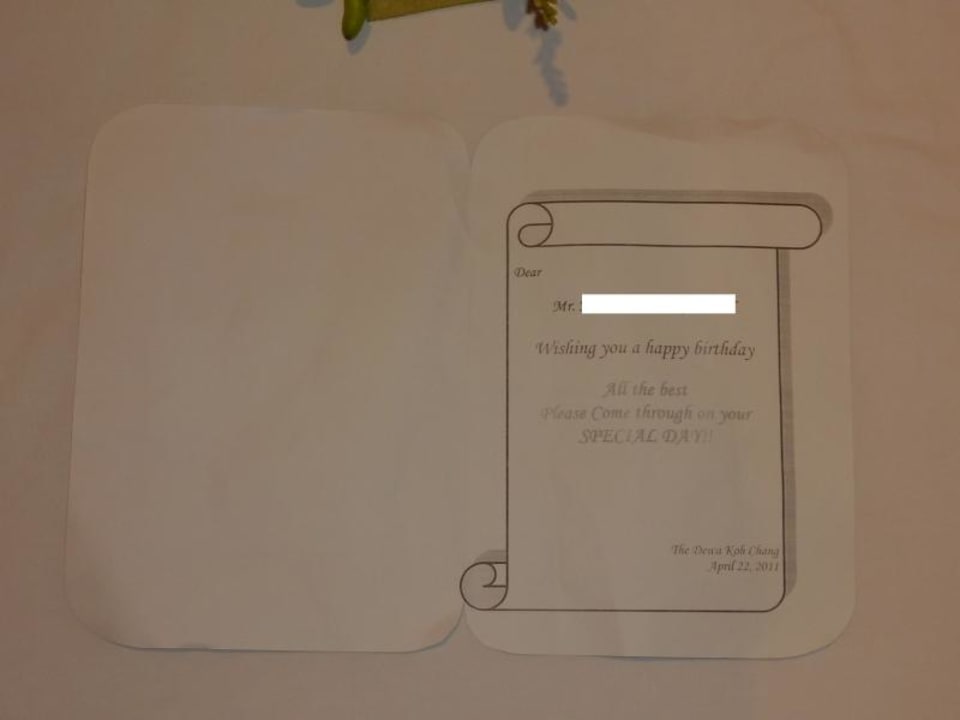 Dear
Mr.
Wishing you a happy birthday
All the best
Please Come through on your
SPECIAL DAY!!
The Dewa Koh Chang
April 22, 2011